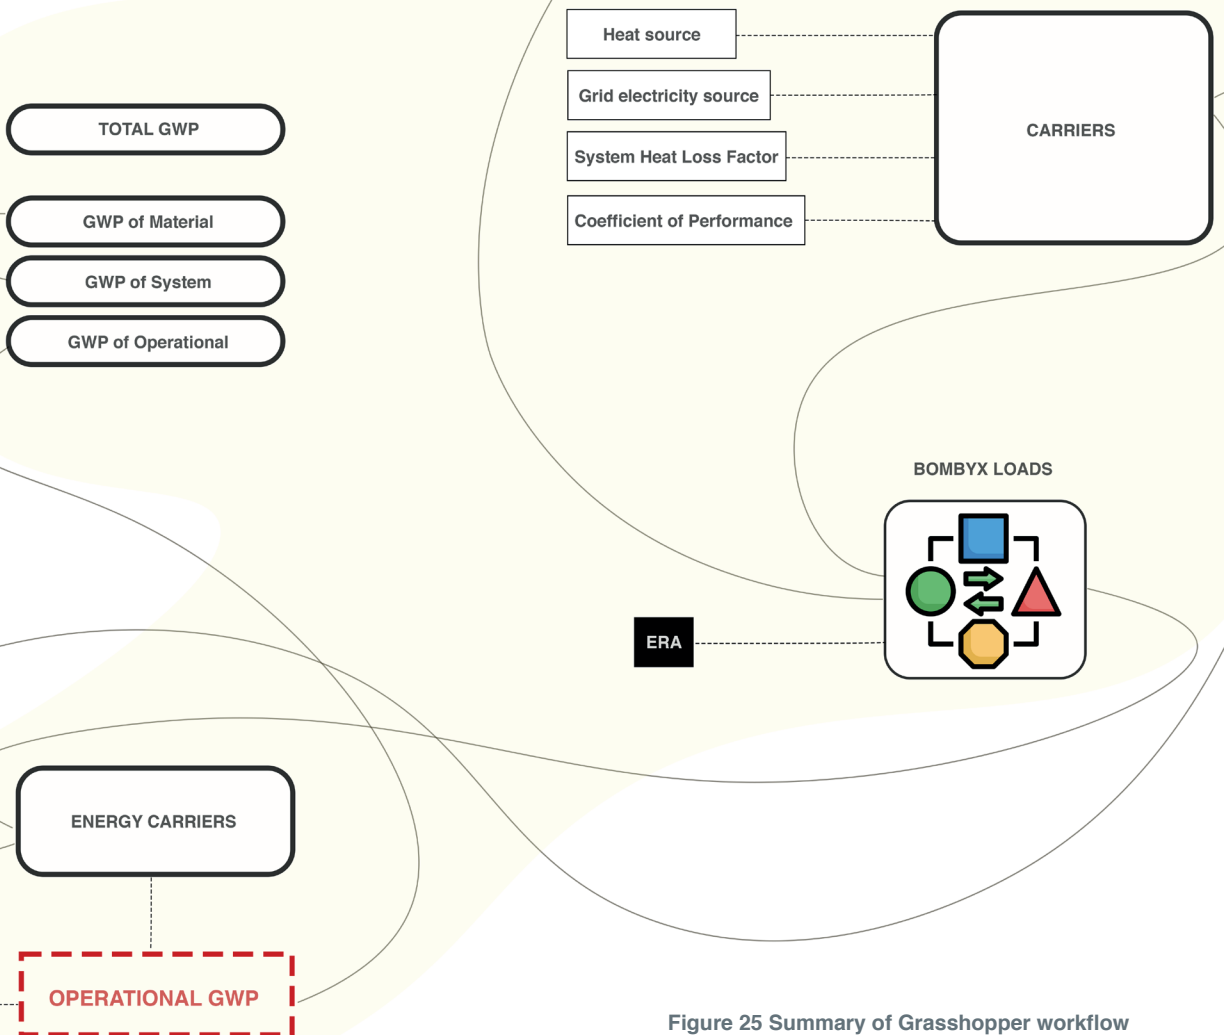 Heat source
Grid electricity source
System Heat Loss Factor
Coefficient of Performance
CARRIERS
TOTAL GWP
GWP of Material
GWP of System
GWP of Operational
BOMBYX LOADS
ERA
ENERGY CARRIERS
OPERATIONAL GWP
Figure 25 Summary of Grasshopper workflow